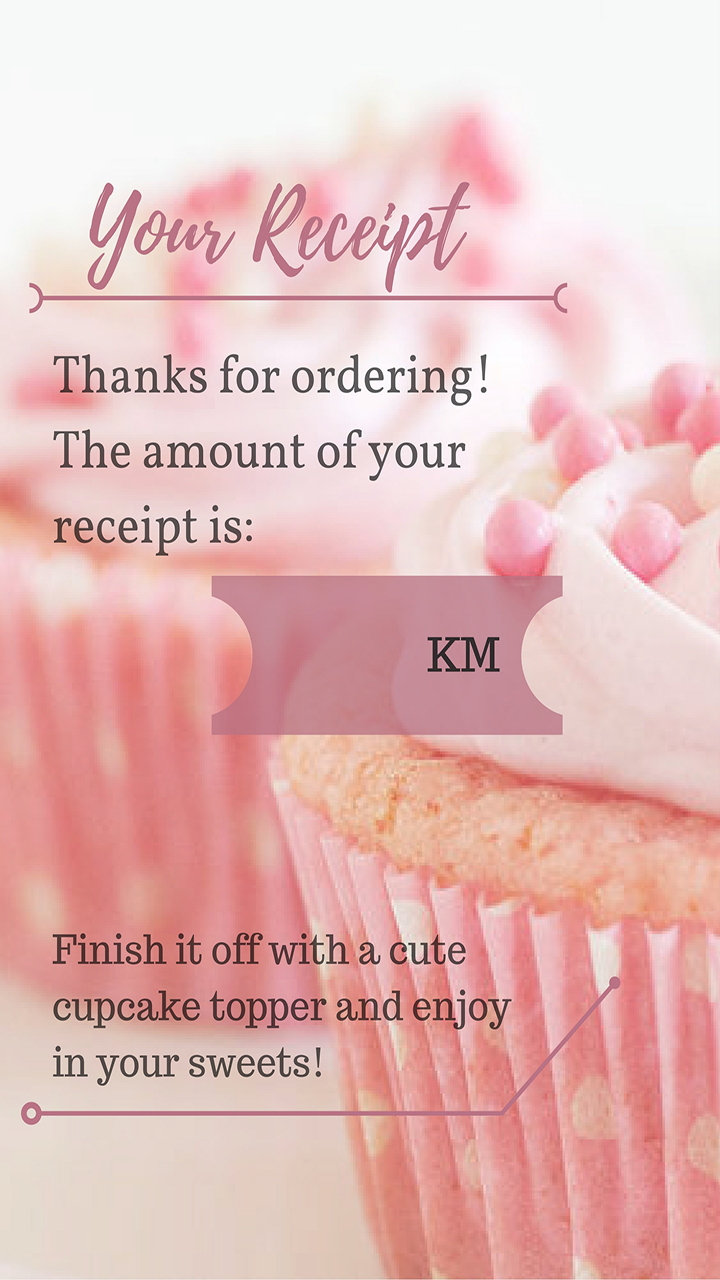 Your Receipt
Thanks for ordering!
The amount of your
receipt is:
KM
Finish it off with a cute
cupcake topper and enjoy
in your sweets!